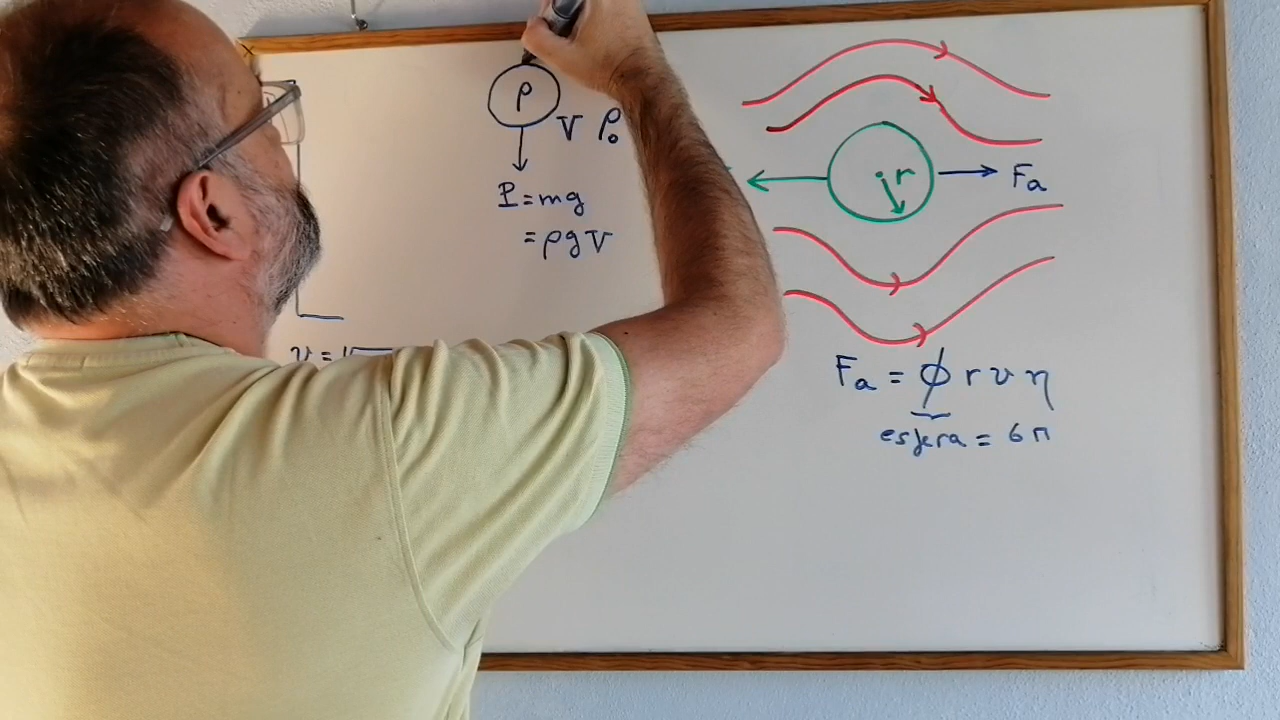 ρ
V ρ₀
P = mg
= ρgV
v = √
r
Fₐ
Fₐ = ϕ r v η
esfera = 6π